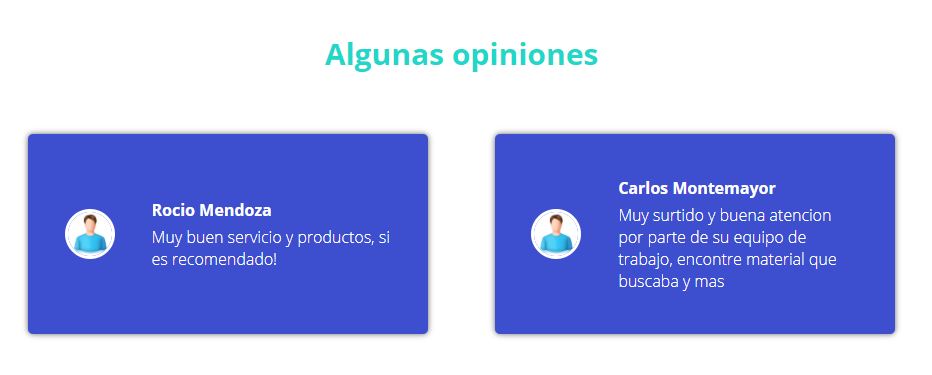 Algunas opiniones
Rocio Mendoza
Muy buen servicio y productos, si
es recomendado!
Carlos Montemayor
Muy surtido y buena atencion
por parte de su equipo de
trabajo, encontre material que
buscaba y mas